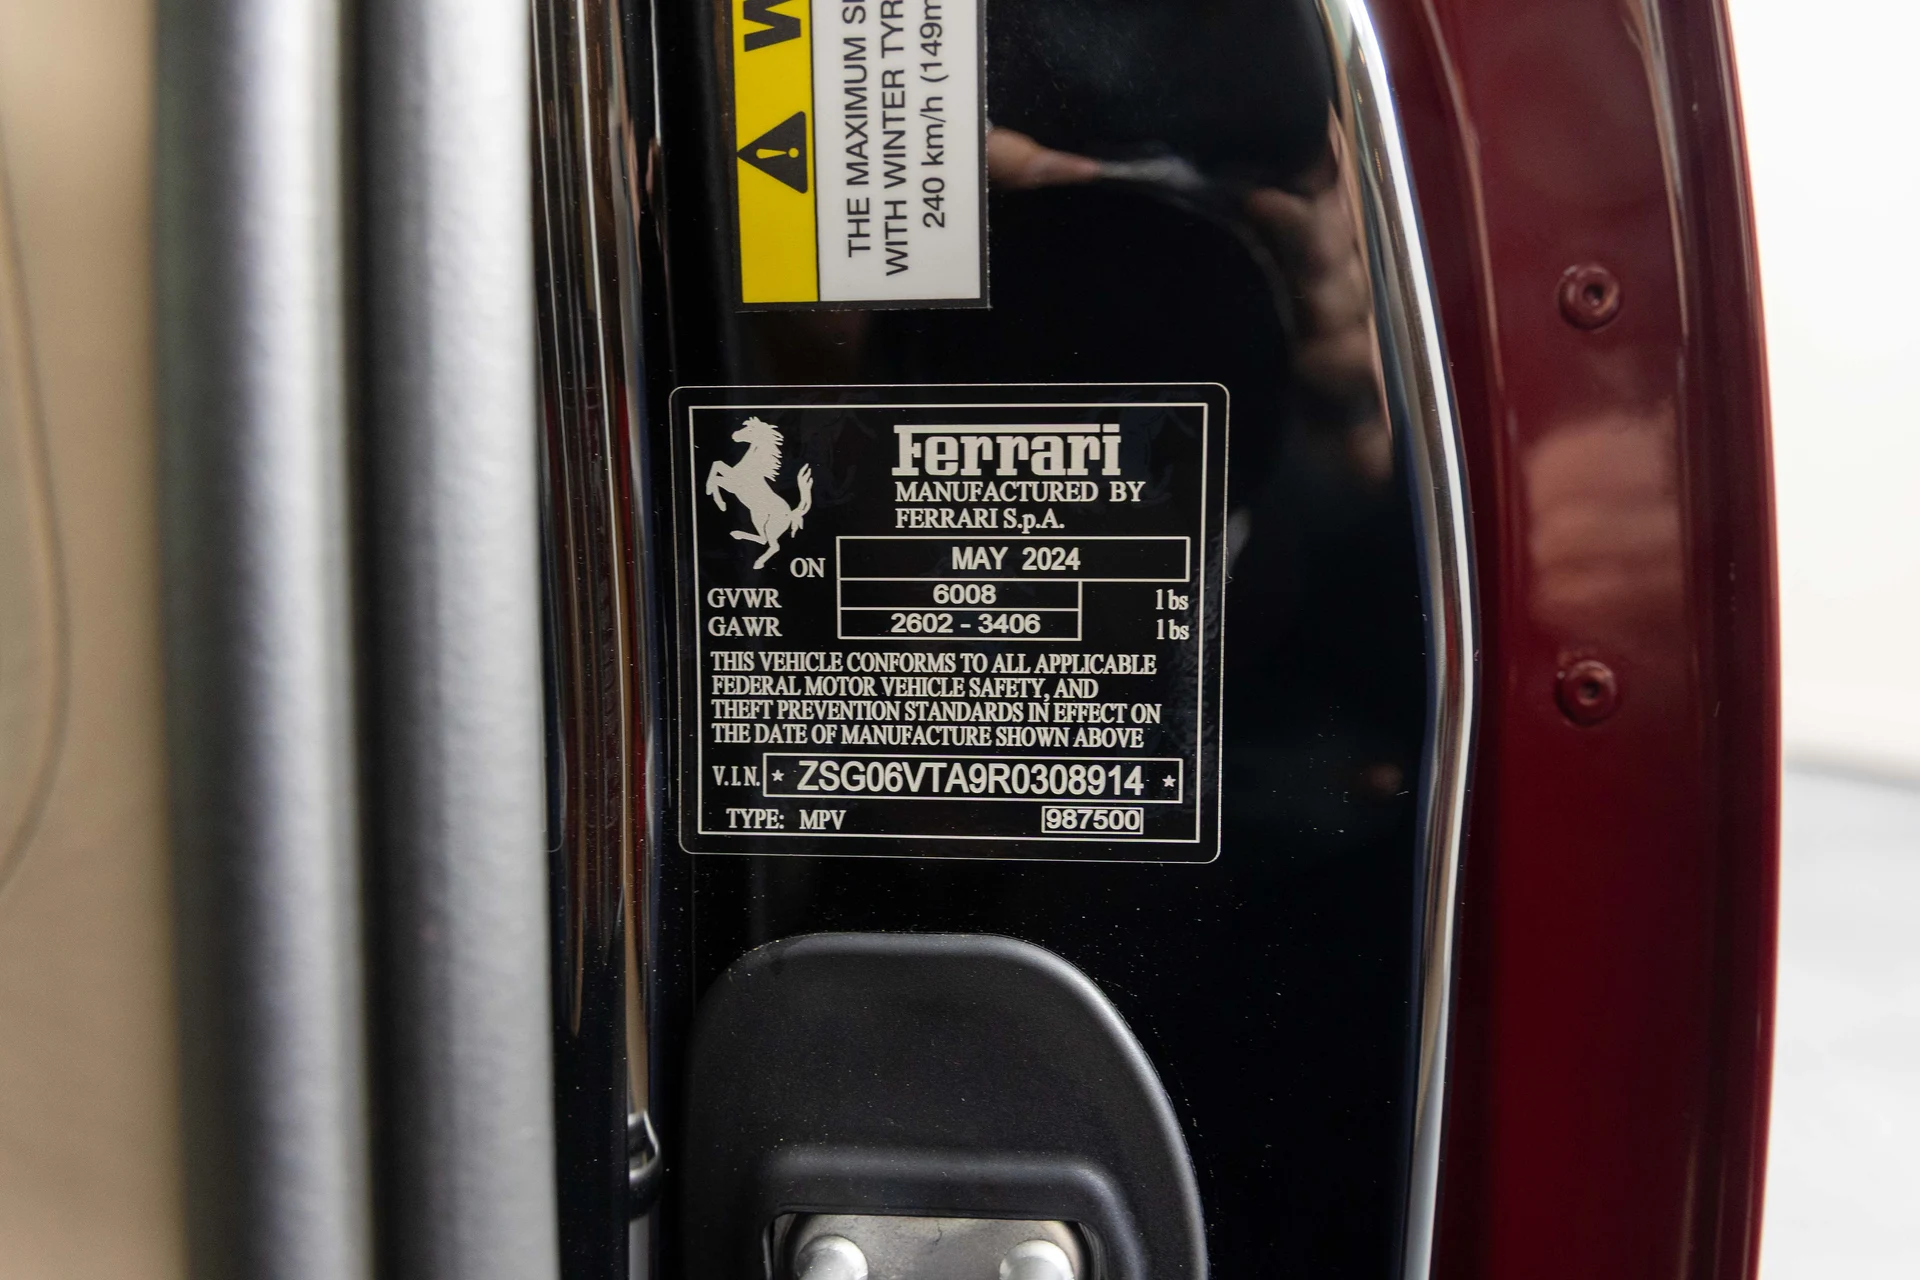 W
THE MAXIMUM
WITH WINTER
240 km/h (149
Ferrari
MANUFACTURED BY
FERRARI S.p.A.
ON MAY 2024
GVWR 6008 lbs
GAWR 2602 - 3406 lbs
THIS VEHICLE CONFORMS TO ALL APPLICABLE
FEDERAL MOTOR VEHICLE SAFETY, AND
THEFT PREVENTION STANDARDS IN EFFECT ON
THE DATE OF MANUFACTURE SHOWN ABOVE
V.I.N. * ZSG06VTA9R0308914 *
TYPE: MPV 987500